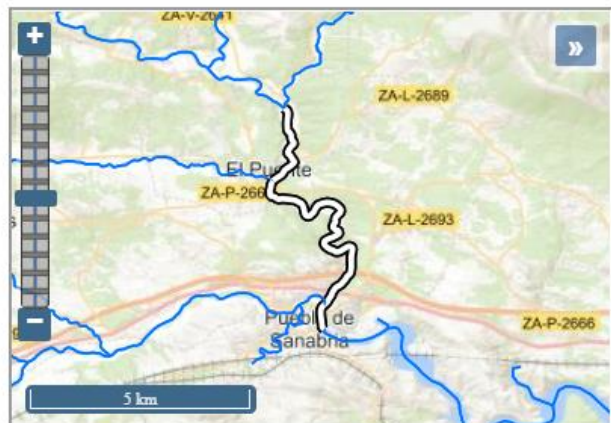 ZA-V-2641
+
»
ZA-L-2689
El Puente
ZA-P-266
ZA-L-2693
s
Puebla de
Sanabria
ZA-P-2666
5 km